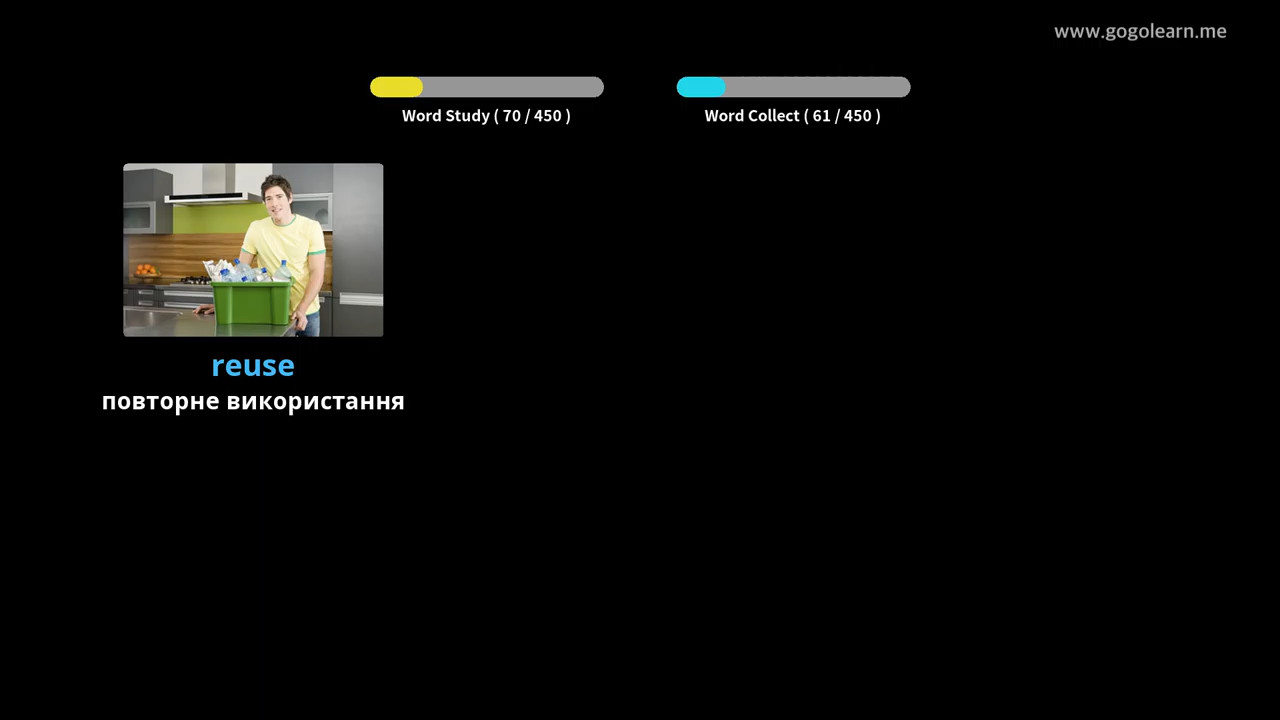 www.gogolearn.me
Word Study ( 70 / 450 )
Word Collect ( 61 / 450 )
reuse
повторне використання